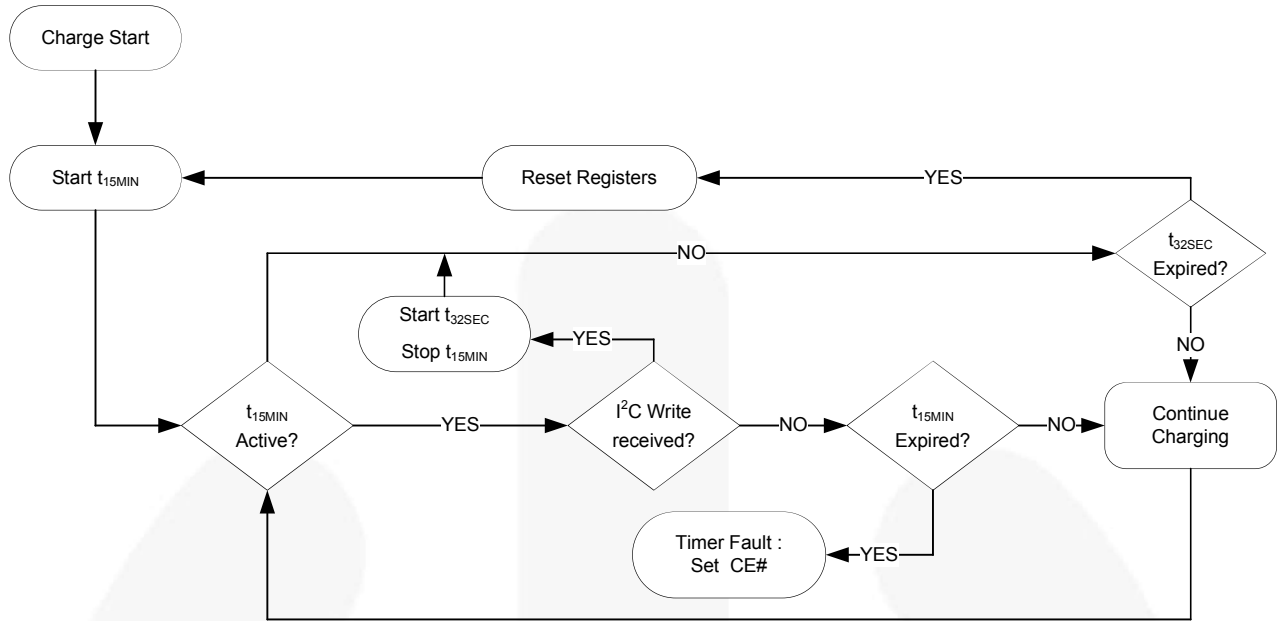 Charge Start
Start t15MIN
Reset Registers
YES
t32SEC
Expired?
NO
Start t32SEC
Stop t15MIN
YES
NO
t15MIN
Active?
YES
I²C Write
received?
NO
t15MIN
Expired?
NO
Continue
Charging
Timer Fault :
Set CE#
YES